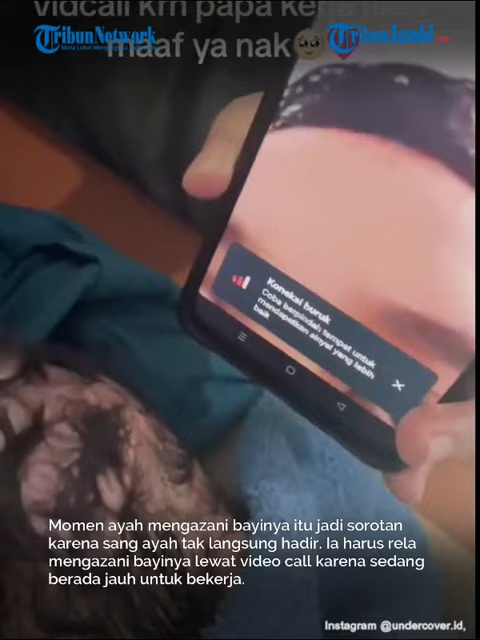 vidcall krn papa kerja
TribunNetwork
maaf ya nak
Koneksi buruk
Coba berpindah tempat untuk
mendapatkan sinyal yang lebih
baik
Momen ayah mengazani bayinya itu jadi sorotan
karena sang ayah tak langsung hadir. Ia harus rela
mengazani bayinya lewat video call karena sedang
berada jauh untuk bekerja.
Instagram @undercover.id,